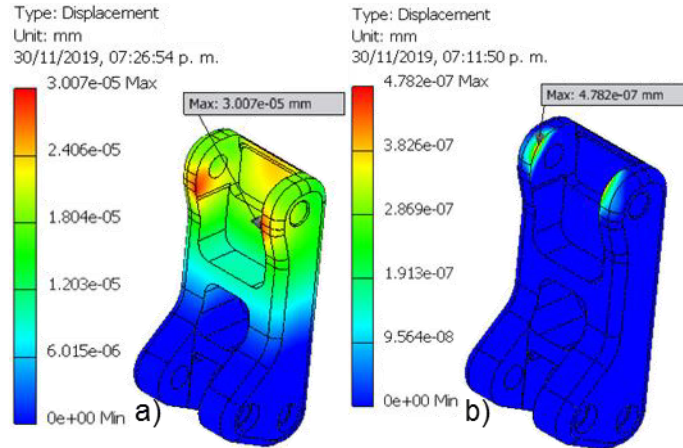 Type: Displacement
Unit: mm
30/11/2019, 07:26:54 p. m.
3.007e-05 Max
Max: 3.007e-05 mm
2.406e-05
1.804e-05
1.203e-05
6.015e-06
0e+00 Min
a)
Type: Displacement
Unit: mm
30/11/2019, 07:11:50 p. m.
4.782e-07 Max
Max: 4.782e-07 mm
3.826e-07
2.869e-07
1.913e-07
9.564e-08
0e+00 Min
b)